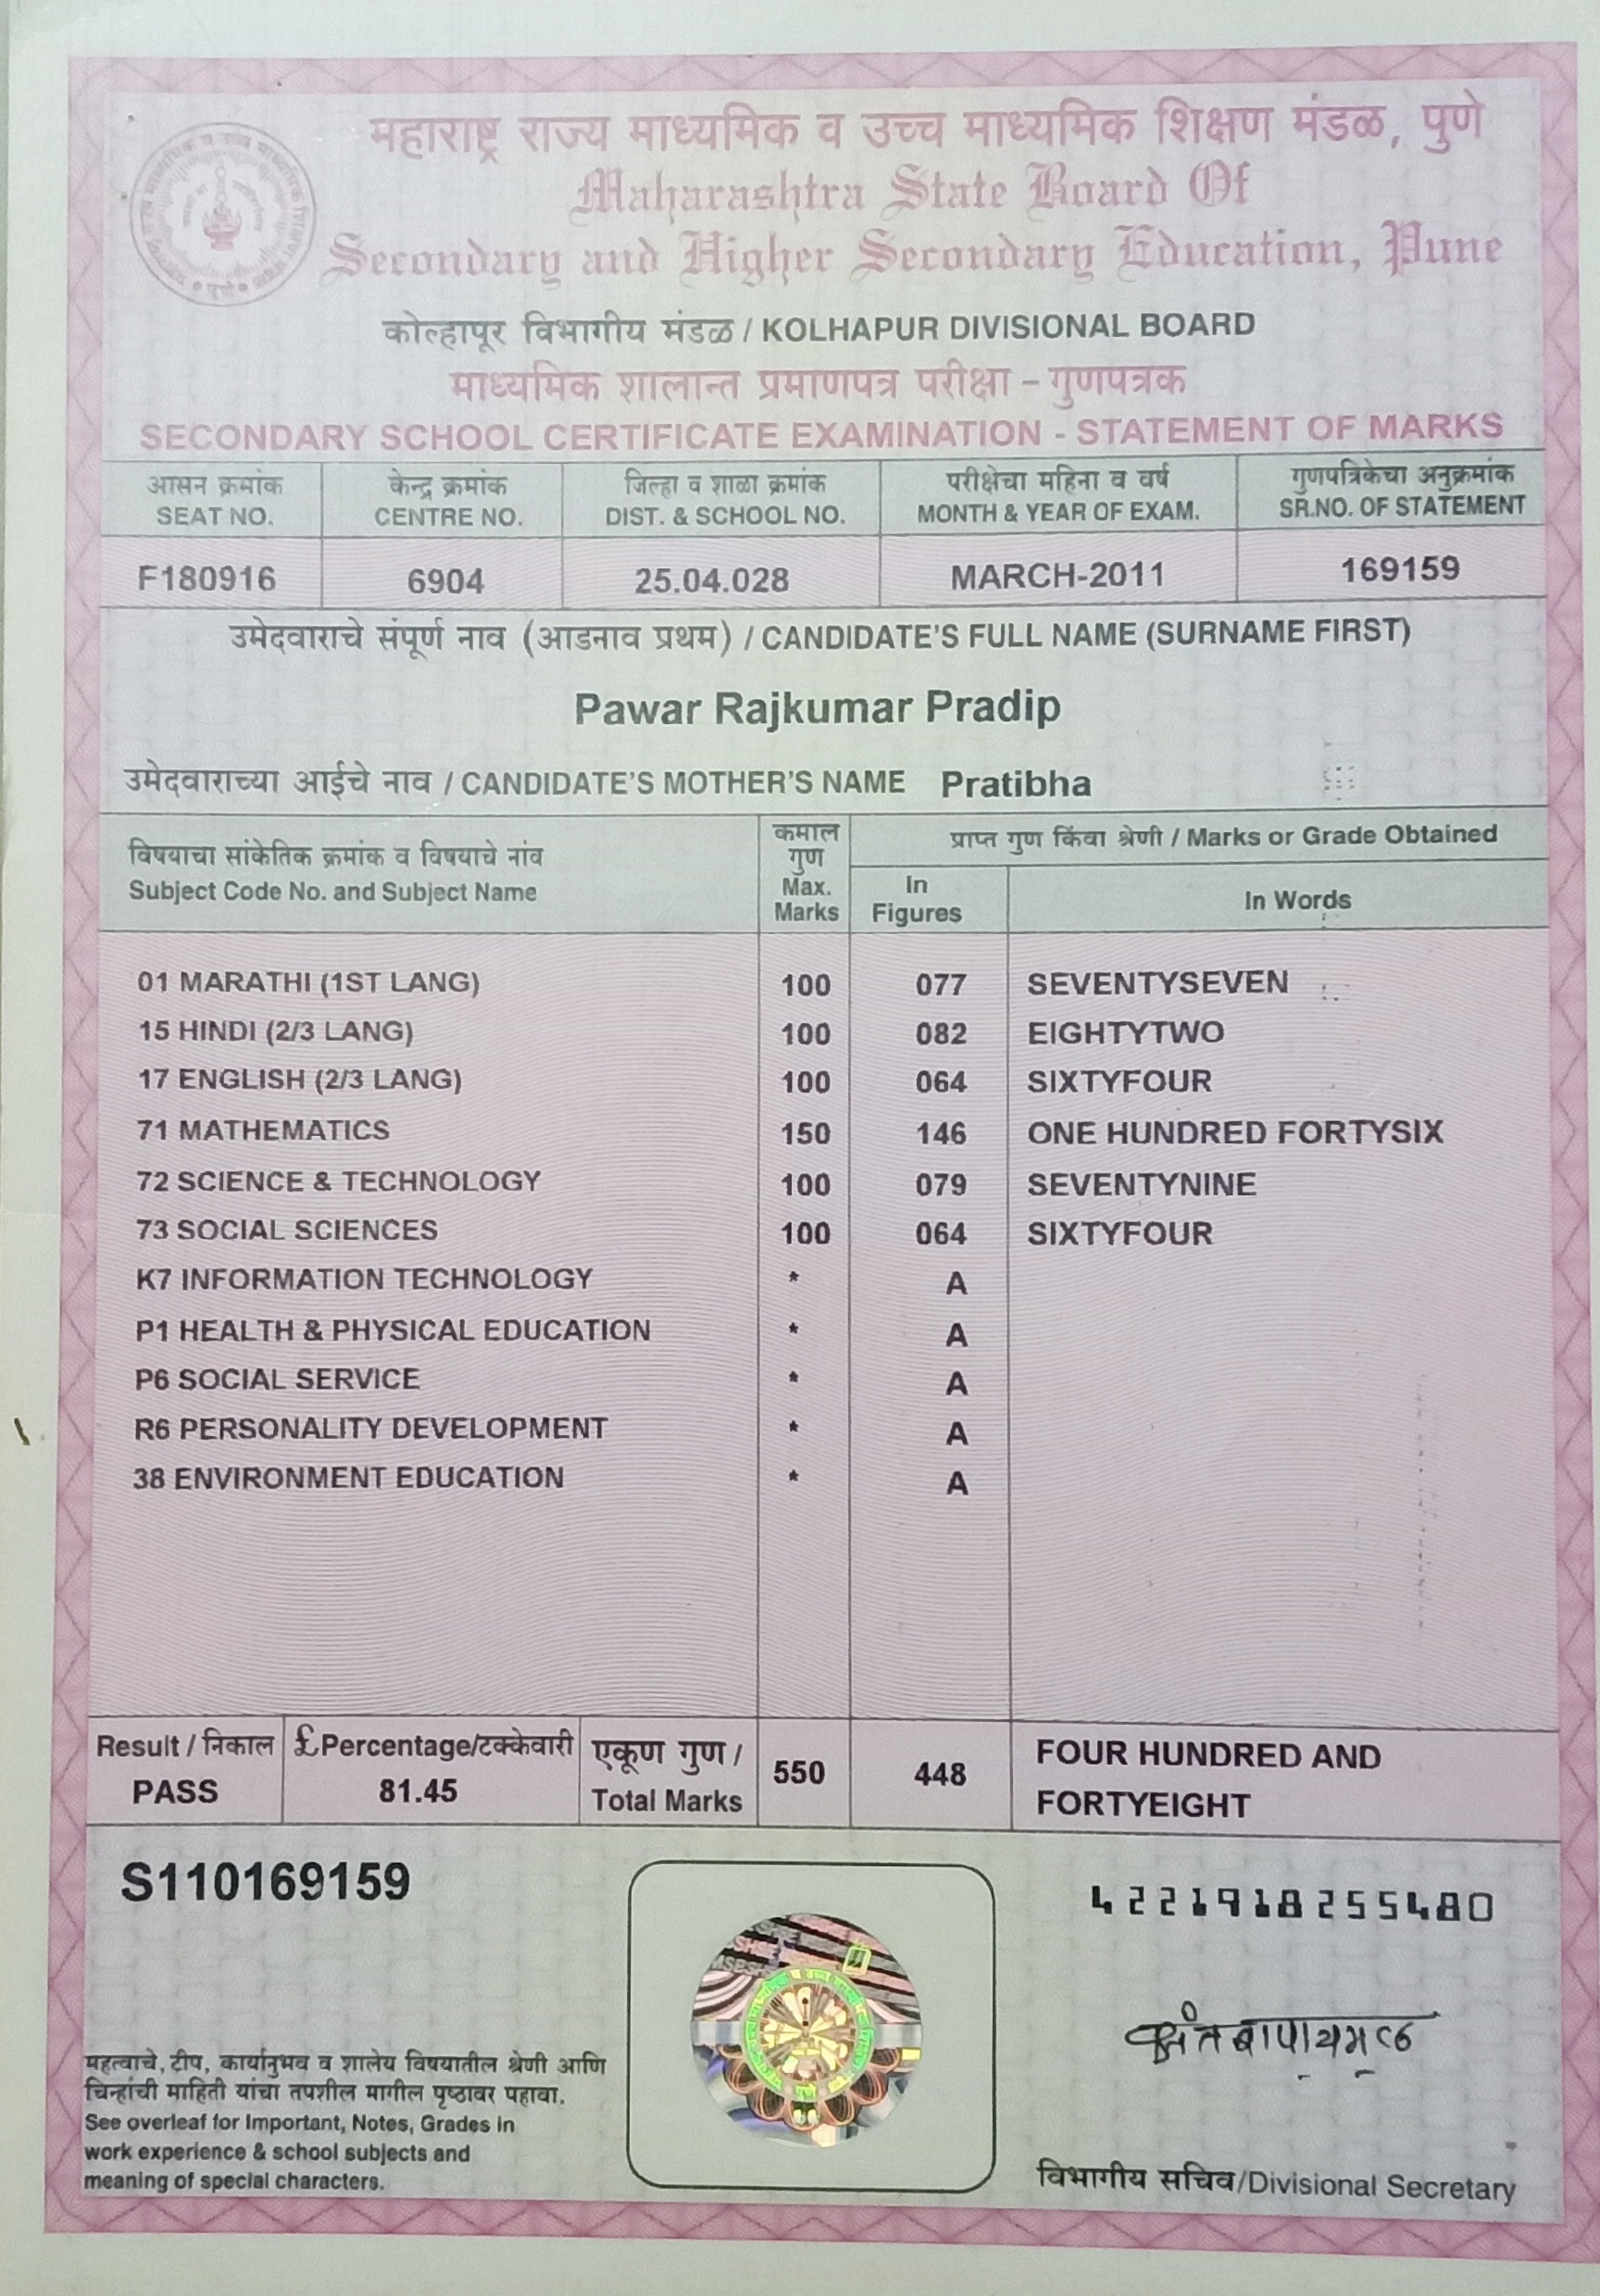 महाराष्ट्र राज्य माध्यमिक व उच्च माध्यमिक शिक्षण मंडळ, पुणे
Maharashtra State Board Of
Secondary and Higher Secondary Education, Pune
कोल्हापूर विभागीय मंडळ / KOLHAPUR DIVISIONAL BOARD
माध्यमिक शालान्त प्रमाणपत्र परीक्षा – गुणपत्रक
SECONDARY SCHOOL CERTIFICATE EXAMINATION - STATEMENT OF MARKS
आसन क्रमांक केन्द्र क्रमांक जिल्हा व शाळा क्रमांक परीक्षेचा महिना व वर्ष गुणपत्रिकेचा अनुक्रमांक
SEAT NO. CENTRE NO. DIST. & SCHOOL NO. MONTH & YEAR OF EXAM. SR.NO. OF STATEMENT
F180916 6904 25.04.028 MARCH-2011 169159
उमेदवाराचे संपूर्ण नाव (आडनाव प्रथम) / CANDIDATE'S FULL NAME (SURNAME FIRST)
Pawar Rajkumar Pradip
उमेदवाराच्या आईचे नाव / CANDIDATE'S MOTHER'S NAME Pratibha
विषयाचा सांकेतिक क्रमांक व विषयाचे नांव
Subject Code No. and Subject Name
कमाल
गुण
Max.
Marks
प्राप्त गुण किंवा श्रेणी / Marks or Grade Obtained
In
Figures
In Words
01 MARATHI (1ST LANG) 100 077 SEVENTYSEVEN
15 HINDI (2/3 LANG) 100 082 EIGHTYTWO
17 ENGLISH (2/3 LANG) 100 064 SIXTYFOUR
71 MATHEMATICS 150 146 ONE HUNDRED FORTYSIX
72 SCIENCE & TECHNOLOGY 100 079 SEVENTYNINE
73 SOCIAL SCIENCES 100 064 SIXTYFOUR
K7 INFORMATION TECHNOLOGY * A
P1 HEALTH & PHYSICAL EDUCATION * A
P6 SOCIAL SERVICE * A
R6 PERSONALITY DEVELOPMENT * A
38 ENVIRONMENT EDUCATION * A
Result / निकाल
PASS
£Percentage/टक्केवारी
81.45
एकूण गुण /
Total Marks
550 448
FOUR HUNDRED AND
FORTYEIGHT
S110169159
4221918255480
महत्वाचे, टीप, कार्यानुभव व शालेय विषयातील श्रेणी आणि
चिन्हांची माहिती यांचा तपशील मागील पृष्ठावर पहावा.
See overleaf for Important, Notes, Grades in
work experience & school subjects and
meaning of special characters.
विभागीय सचिव/Divisional Secretary